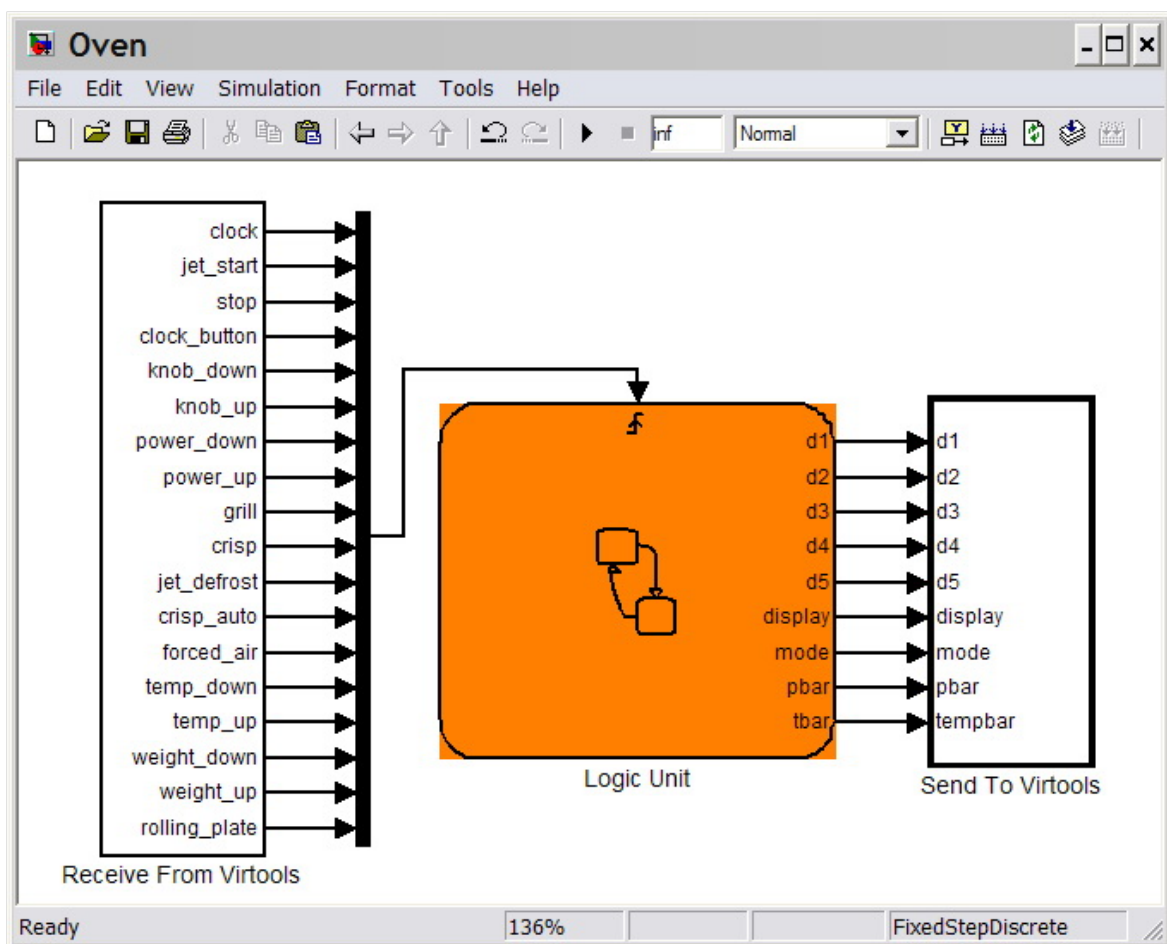 Oven
File Edit View Simulation Format Tools Help
inf Normal
clock
jet_start
stop
clock_button
knob_down
knob_up
power_down
power_up
grill
crisp
jet_defrost
crisp_auto
forced_air
temp_down
temp_up
weight_down
weight_up
rolling_plate
Receive From Virtools
d1
d2
d3
d4
d5
display
mode
pbar
tbar
Logic Unit
d1
d2
d3
d4
d5
display
mode
pbar
tempbar
Send To Virtools
Ready 136% FixedStepDiscrete